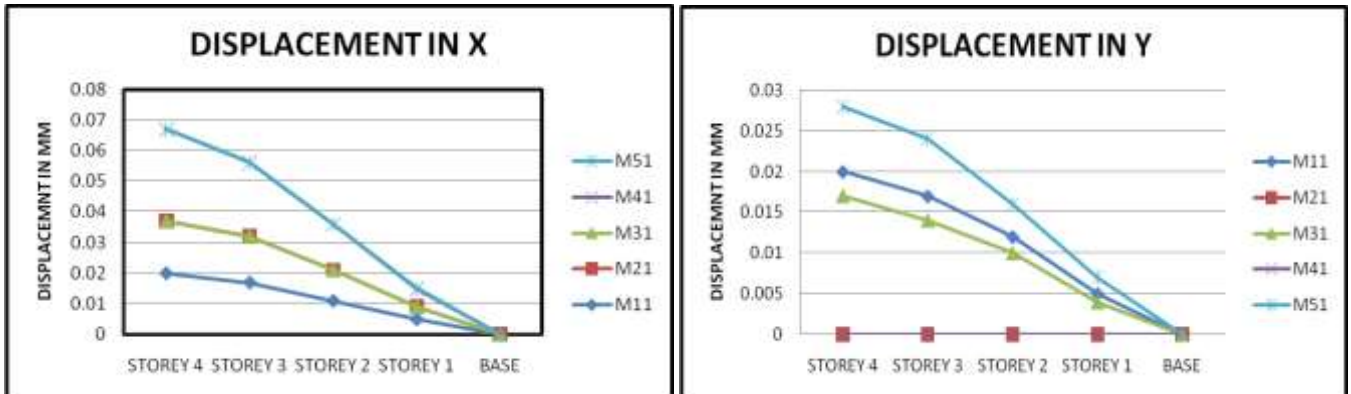 DISPLACEMENT IN X
DISPLACEMNT IN MM
0.08
0.07
0.06
0.05
0.04
0.03
0.02
0.01
0
STOREY 4 STOREY 3 STOREY 2 STOREY 1 BASE
M51
M41
M31
M21
M11
DISPLACEMENT IN Y
DISPLACEMNT IN MM
0.03
0.025
0.02
0.015
0.01
0.005
0
STOREY 4 STOREY 3 STOREY 2 STOREY 1 BASE
M11
M21
M31
M41
M51